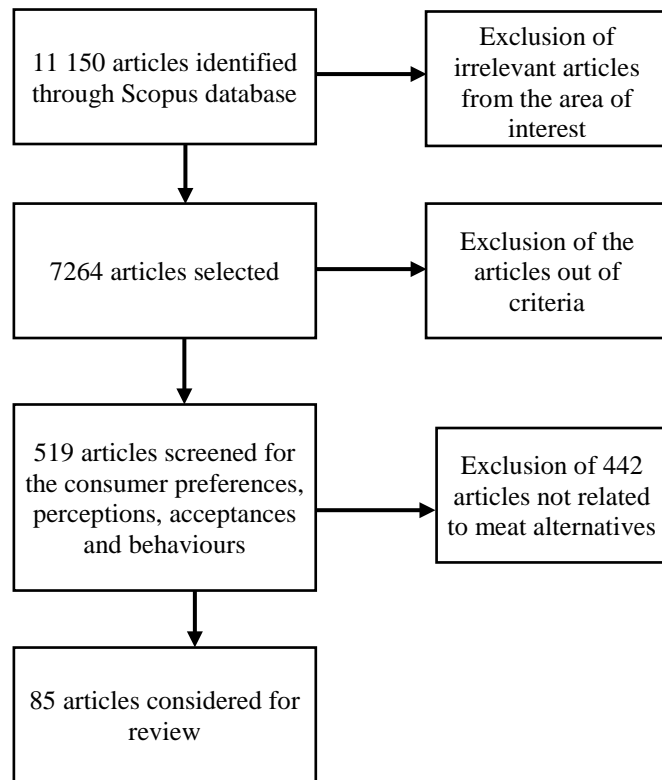 11 150 articles identified
through Scopus database
Exclusion of
irrelevant articles
from the area of
interest
7264 articles selected
Exclusion of the
articles out of
criteria
519 articles screened for
the consumer preferences,
perceptions, acceptances
and behaviours
Exclusion of 442
articles not related
to meat alternatives
85 articles considered for
review